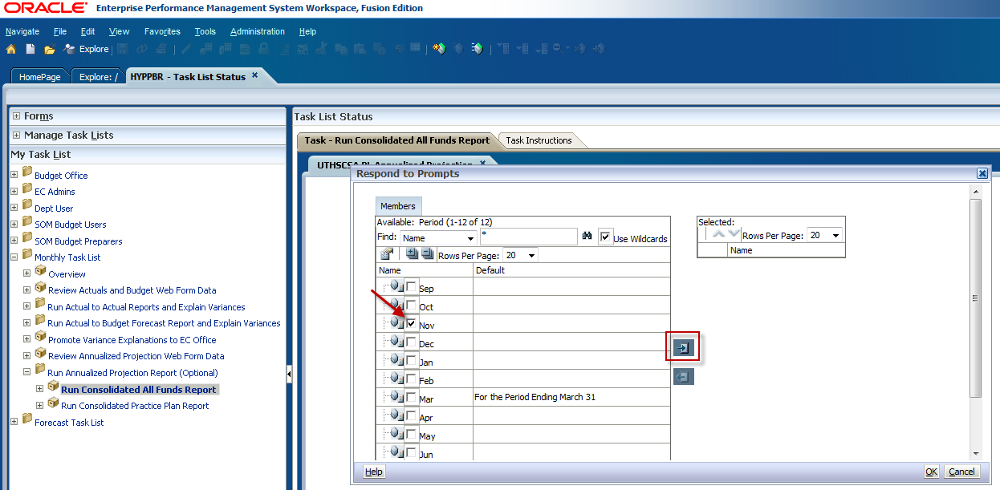 ORACLE® Enterprise Performance Management System Workspace, Fusion Edition
Navigate File Edit View Favorites Tools Administration Help
Explore
HomePage Explore: / HYPPBR - Task List Status
Forms
Manage Task Lists
My Task List
Budget Office
EC Admins
Dept User
SOM Budget Users
SOM Budget Preparers
Monthly Task List
Overview
Review Actuals and Budget Web Form Data
Run Actual to Actual Reports and Explain Variances
Run Actual to Budget Forecast Report and Explain Variances
Promote Variance Explanations to EC Office
Review Annualized Projection Web Form Data
Run Annualized Projection Report (Optional)
Run Consolidated All Funds Report
Run Consolidated Practice Plan Report
Forecast Task List
Task List Status
Task - Run Consolidated All Funds Report Task Instructions
UTHSCSA PL Annualized Projection
Respond to Prompts
Members
Available: Period (1-12 of 12)
Find: Name * Use Wildcards
Rows Per Page: 20
Name Default
Sep
Oct
Nov
Dec
Jan
Feb
Mar For the Period Ending March 31
Apr
May
Jun
Selected:
Rows Per Page: 20
Name
Help OK Cancel